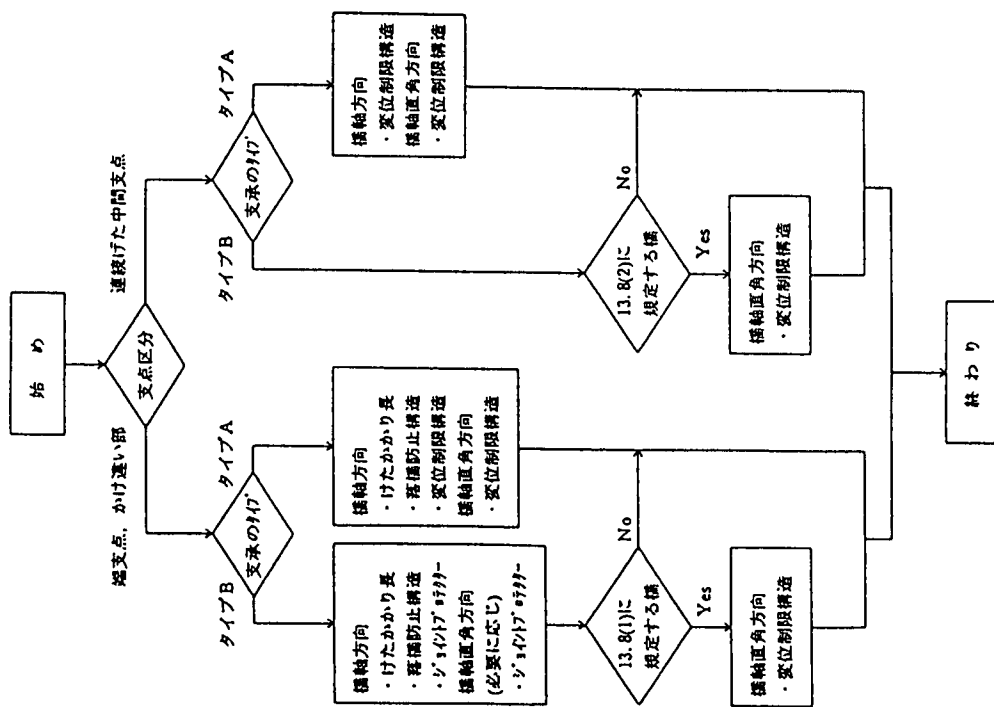 始め
支点区分
端支点，かけ違い部
連続げた中間支点
支承のタイプ
タイプB
タイプA
橋軸方向
・けたかかり長
・落橋防止構造
・ジョイントプロテクター
橋軸直角方向
(必要に応じ)
・ジョイントプロテクター
橋軸方向
・けたかかり長
・落橋防止構造
・変位制限構造
橋軸直角方向
・変位制限構造
13.8(1)に
規定する橋
No
Yes
橋軸直角方向
・変位制限構造
支承のタイプ
タイプB
タイプA
橋軸方向
・変位制限構造
橋軸直角方向
・変位制限構造
13.8(2)に
規定する橋
No
Yes
橋軸直角方向
・変位制限構造
終わり